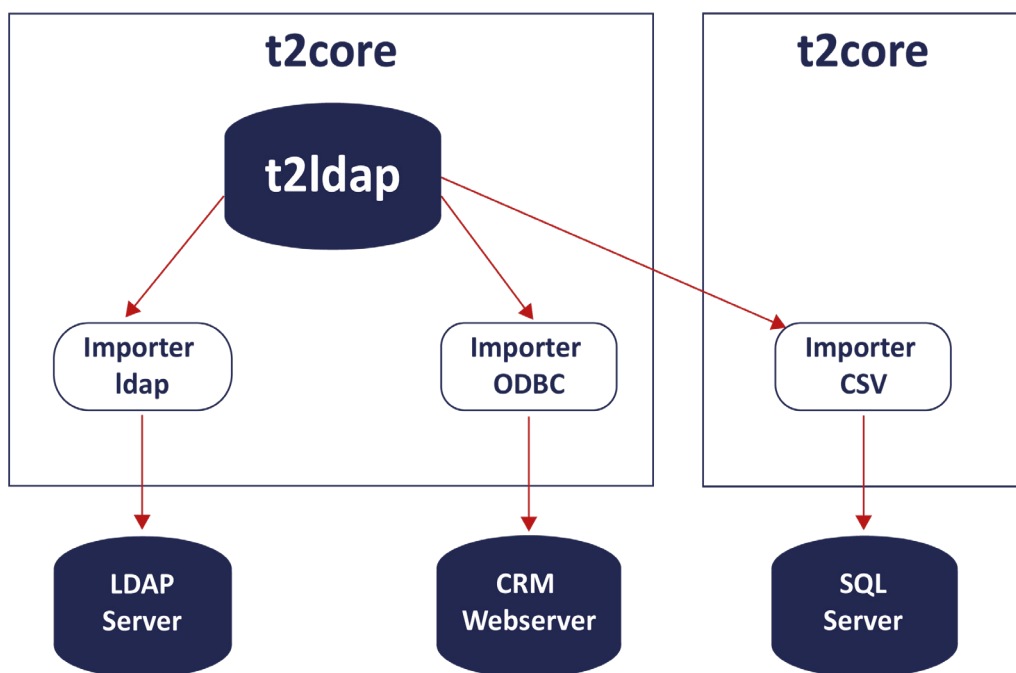 t2core
t2core
t2ldap
Importer
ldap
Importer
ODBC
Importer
CSV
LDAP
Server
CRM
Webserver
SQL
Server